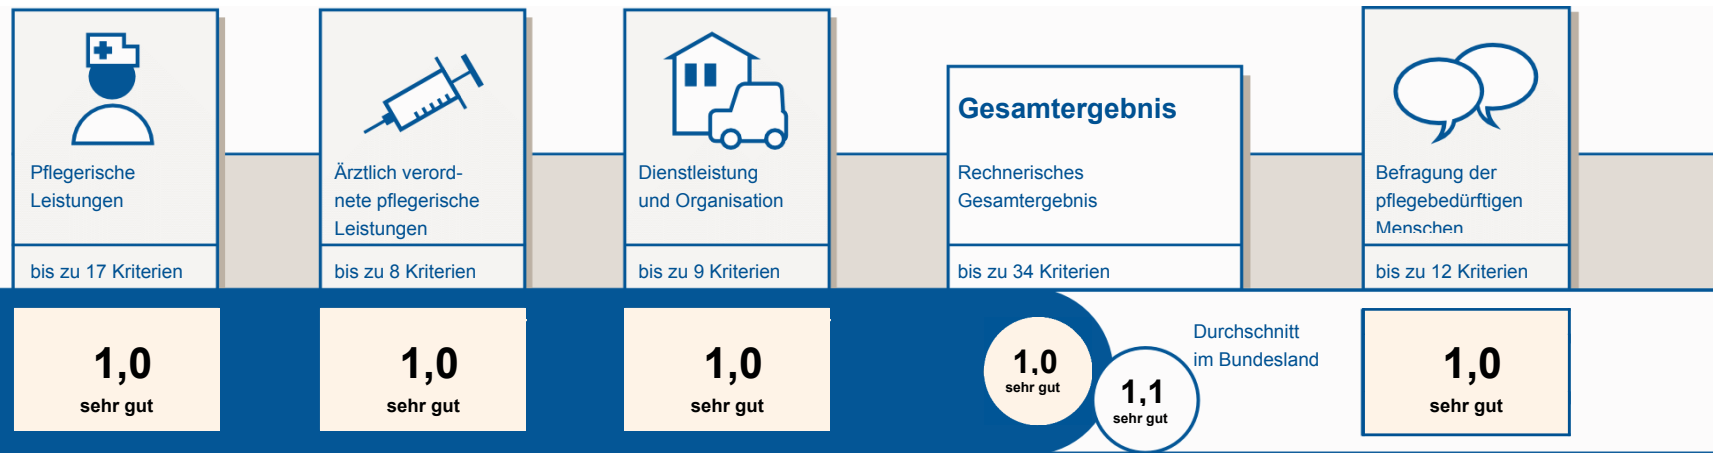 Pflegerische
Leistungen
bis zu 17 Kriterien
1,0
sehr gut
Ärztlich verord-
nete pflegerische
Leistungen
bis zu 8 Kriterien
1,0
sehr gut
Dienstleistung
und Organisation
bis zu 9 Kriterien
1,0
sehr gut
Gesamtergebnis
Rechnerisches
Gesamtergebnis
bis zu 34 Kriterien
1,0
sehr gut
1,1
sehr gut
Durchschnitt
im Bundesland
Befragung der
pflegebedürftigen
Menschen
bis zu 12 Kriterien
1,0
sehr gut